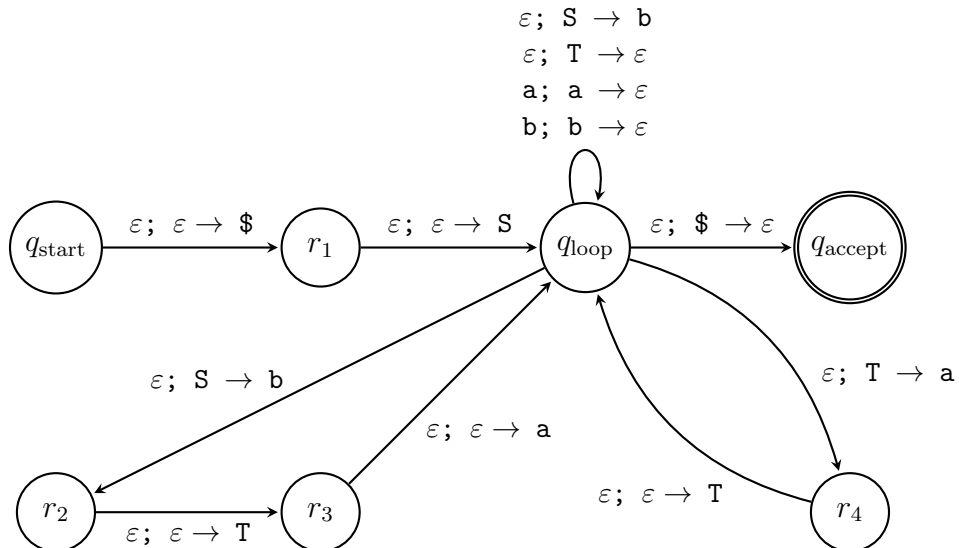 ε; S → b
ε; T → ε
a; a → ε
b; b → ε
q_start
ε; ε → $
r_1
ε; ε → S
q_loop
ε; $ → ε
q_accept
ε; S → b
ε; ε → a
ε; T → a
r_2
ε; ε → T
r_3
ε; ε → T
r_4